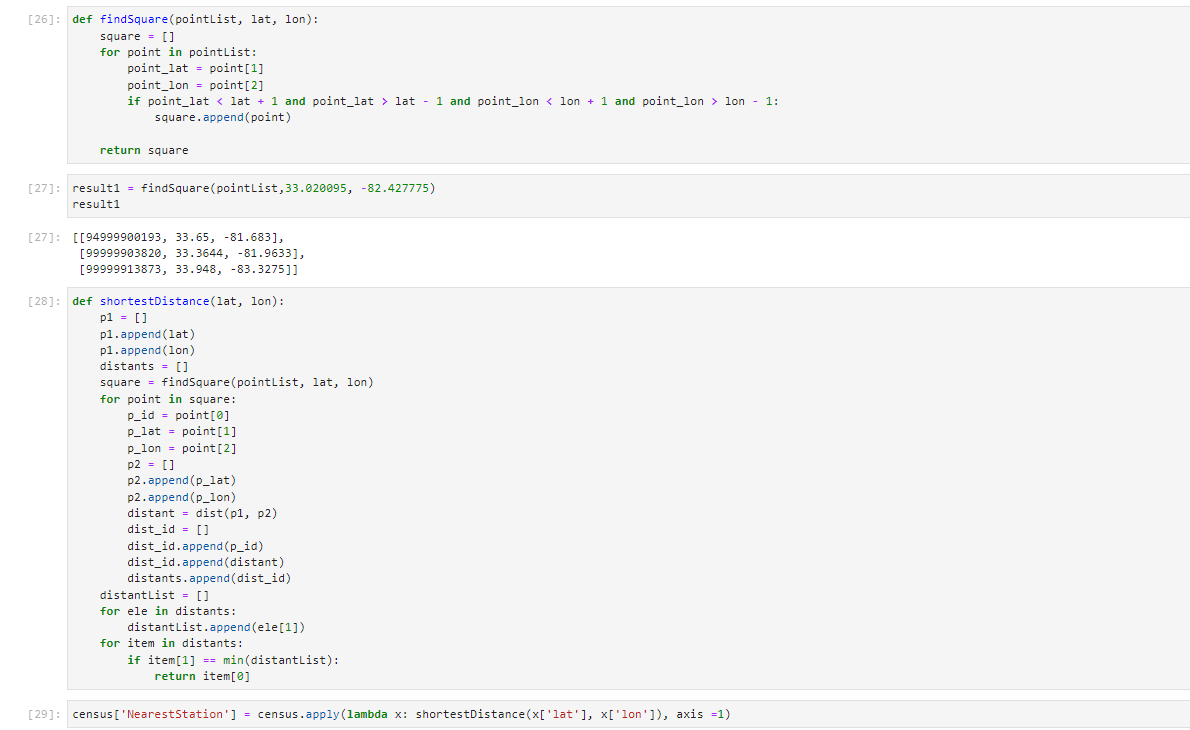 [26]: def findSquare(pointList, lat, lon):
    square = []
    for point in pointList:
        point_lat = point[1]
        point_lon = point[2]
        if point_lat < lat + 1 and point_lat > lat - 1 and point_lon < lon + 1 and point_lon > lon - 1:
            square.append(point)

    return square
[27]: result1 = findSquare(pointList,33.020095, -82.427775)
result1
[27]: [[94999900193, 33.65, -81.683],
 [99999903820, 33.3644, -81.9633],
 [99999913873, 33.948, -83.3275]]
[28]: def shortestDistance(lat, lon):
    p1 = []
    p1.append(lat)
    p1.append(lon)
    distants = []
    square = findSquare(pointList, lat, lon)
    for point in square:
        p_id = point[0]
        p_lat = point[1]
        p_lon = point[2]
        p2 = []
        p2.append(p_lat)
        p2.append(p_lon)
        distant = dist(p1, p2)
        dist_id = []
        dist_id.append(p_id)
        dist_id.append(distant)
        distants.append(dist_id)
    distantList = []
    for ele in distants:
        distantList.append(ele[1])
    for item in distants:
        if item[1] == min(distantList):
            return item[0]
[29]: census['NearestStation'] = census.apply(lambda x: shortestDistance(x['lat'], x['lon']), axis =1)